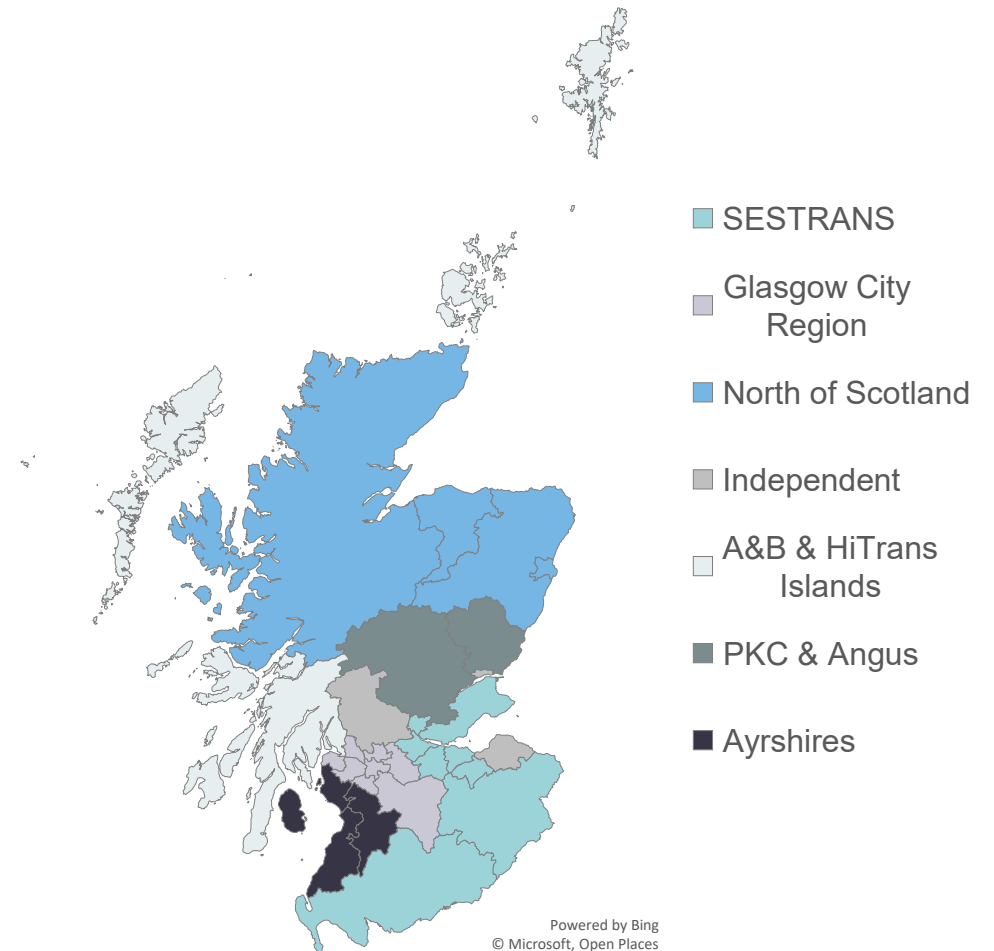 SESTRANS
Glasgow City
Region
North of Scotland
Independent
A&B & HiTrans
Islands
PKC & Angus
Ayrshires
Powered by Bing
© Microsoft, Open Places